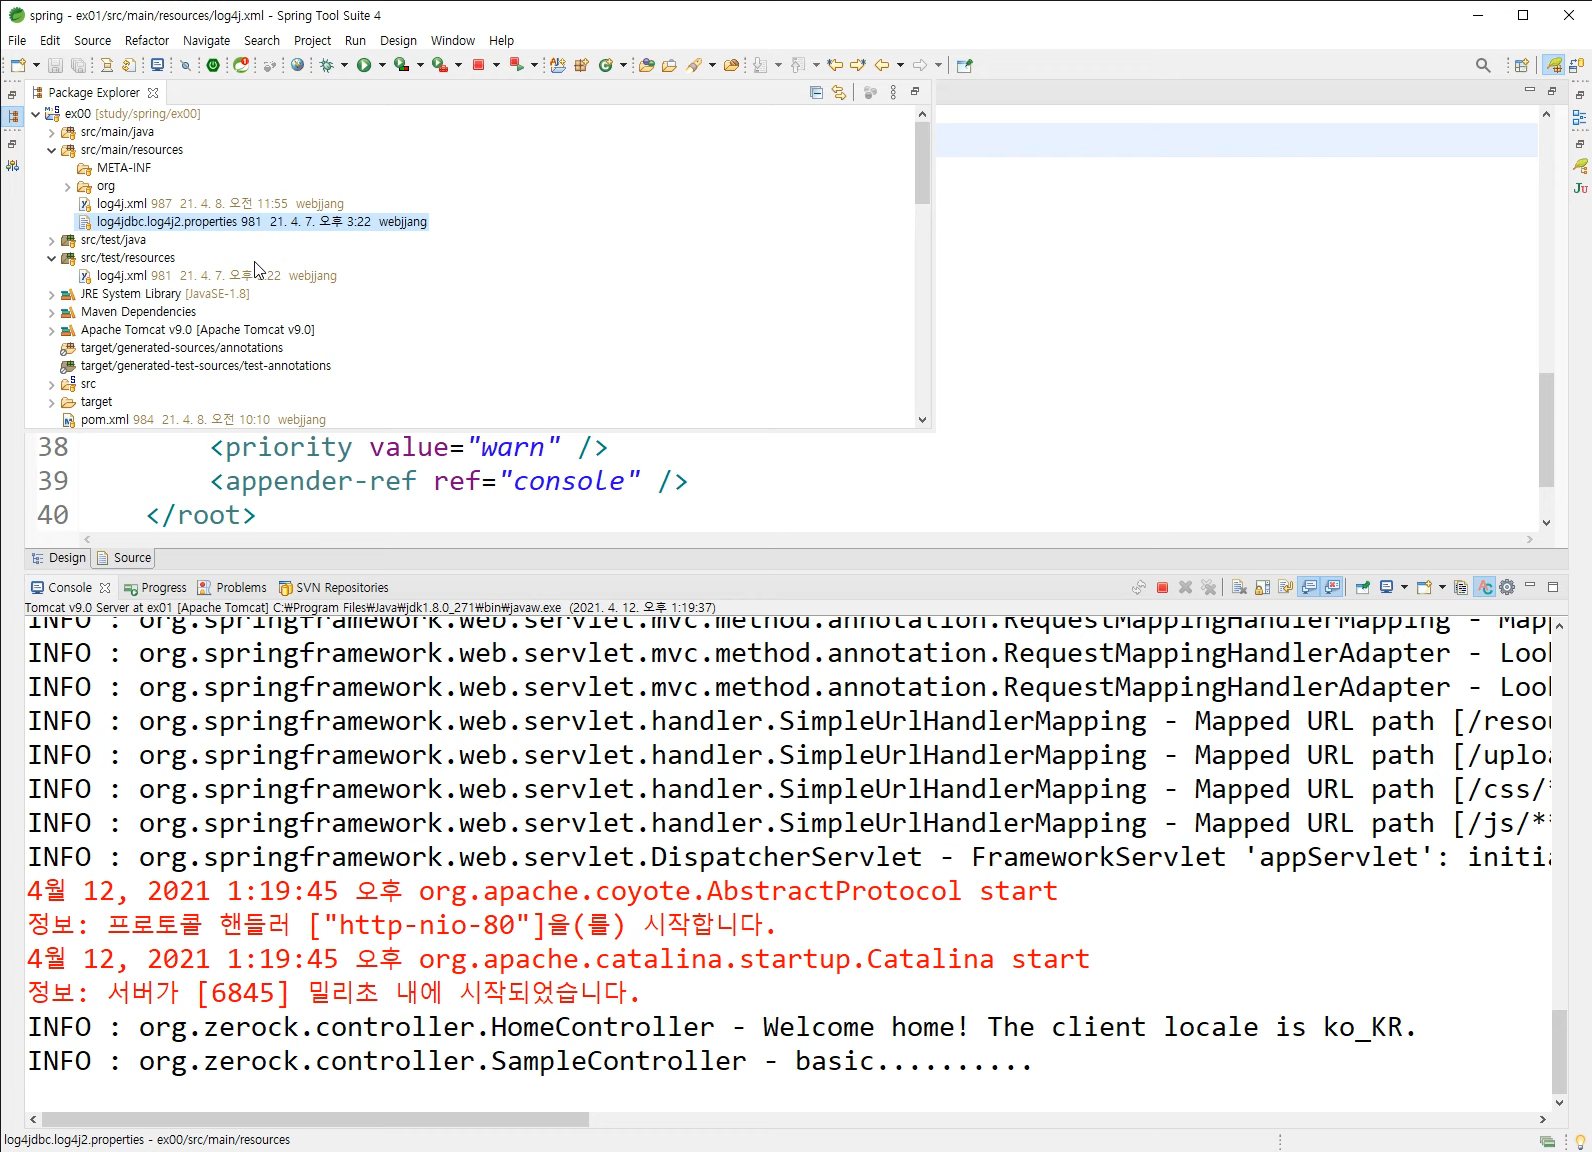 spring - ex01/src/main/resources/log4j.xml - Spring Tool Suite 4
File Edit Source Refactor Navigate Search Project Run Design Window Help
Package Explorer
ex00 [study/spring/ex00]
src/main/java
src/main/resources
META-INF
org
log4j.xml 987 21. 4. 8. 오전 11:55 webjjang
log4jdbc.log4j2.properties 981 21. 4. 7. 오후 3:22 webjjang
src/test/java
src/test/resources
log4j.xml 981 21. 4. 7. 오후 :22 webjjang
JRE System Library [JavaSE-1.8]
Maven Dependencies
Apache Tomcat v9.0 [Apache Tomcat v9.0]
target/generated-sources/annotations
target/generated-test-sources/test-annotations
src
target
pom.xml 984 21. 4. 8. 오전 10:10 webjjang
38 <priority value="warn" />
39 <appender-ref ref="console" />
40 </root>
Design Source
Console Progress Problems SVN Repositories
Tomcat v9.0 Server at ex01 [Apache Tomcat] C:₩Program Files₩Java₩jdk1.8.0_271₩bin₩javaw.exe (2021. 4. 12. 오후 1:19:37)
INFO : org.springframework.web.servlet.mvc.method.annotation.RequestMappingHandlerMapping - Mapp
INFO : org.springframework.web.servlet.mvc.method.annotation.RequestMappingHandlerAdapter - Look
INFO : org.springframework.web.servlet.mvc.method.annotation.RequestMappingHandlerAdapter - Look
INFO : org.springframework.web.servlet.handler.SimpleUrlHandlerMapping - Mapped URL path [/resou
INFO : org.springframework.web.servlet.handler.SimpleUrlHandlerMapping - Mapped URL path [/uploa
INFO : org.springframework.web.servlet.handler.SimpleUrlHandlerMapping - Mapped URL path [/css/*
INFO : org.springframework.web.servlet.handler.SimpleUrlHandlerMapping - Mapped URL path [/js/**
INFO : org.springframework.web.servlet.DispatcherServlet - FrameworkServlet 'appServlet': initia
4월 12, 2021 1:19:45 오후 org.apache.coyote.AbstractProtocol start
정보: 프로토콜 핸들러 ["http-nio-80"]을(를) 시작합니다.
4월 12, 2021 1:19:45 오후 org.apache.catalina.startup.Catalina start
정보: 서버가 [6845] 밀리초 내에 시작되었습니다.
INFO : org.zerock.controller.HomeController - Welcome home! The client locale is ko_KR.
INFO : org.zerock.controller.SampleController - basic..........
log4jdbc.log4j2.properties - ex00/src/main/resources